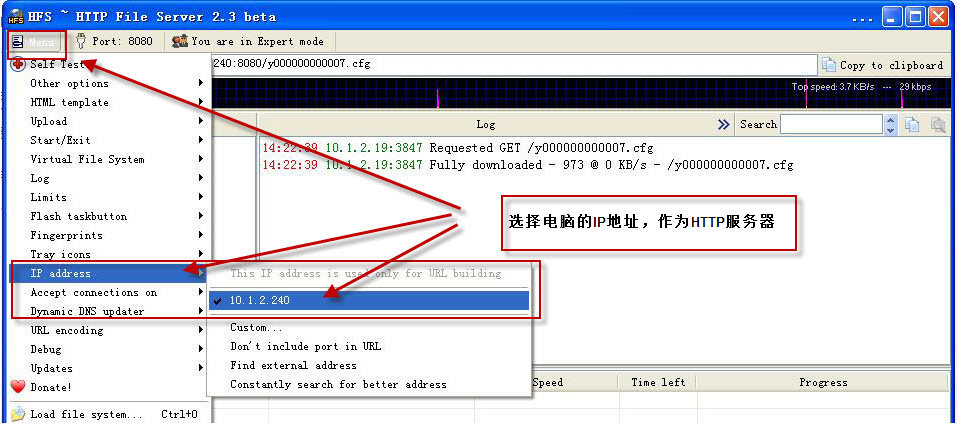 HFS ~ HTTP File Server 2.3 beta
Menu
Port: 8080
You are in Expert mode
240:8080/y000000000007.cfg
Copy to clipboard
Top speed: 3.7 KB/s --- 29 kbps
Log
Search
14:22:39 10.1.2.19:3847 Requested GET /y000000000007.cfg
14:22:39 10.1.2.19:3847 Fully downloaded - 973 @ 0 KB/s - /y000000000007.cfg
选择电脑的IP地址，作为HTTP服务器
Self Test
Other options
HTML template
Upload
Start/Exit
Virtual File System
Log
Limits
Flash taskbutton
Fingerprints
Tray icons
IP address
Accept connections on
Dynamic DNS updater
URL encoding
Debug
Updates
Donate!
Load file system... Ctrl+O
This IP address is used only for URL building
10.1.2.240
Custom...
Don't include port in URL
Find external address
Constantly search for better address
Speed
Time left
Progress